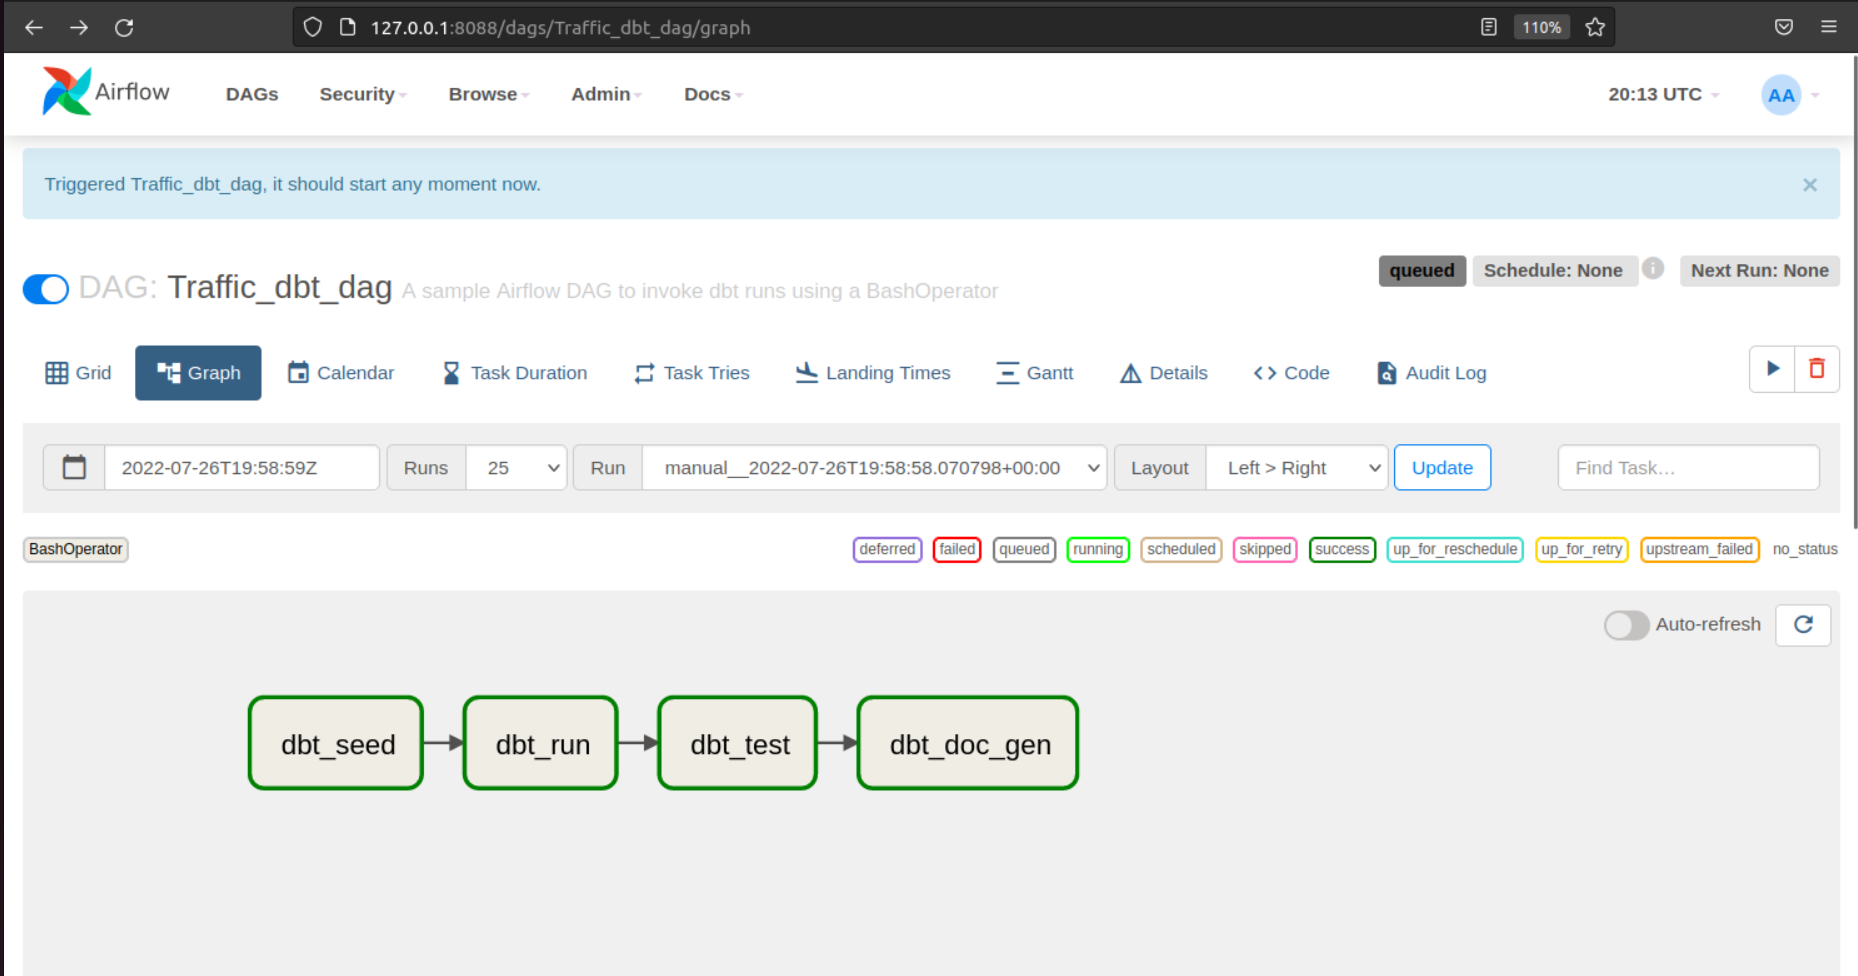 127.0.0.1:8088/dags/Traffic_dbt_dag/graph 110%
Airflow DAGs Security Browse Admin Docs 20:13 UTC AA
Triggered Traffic_dbt_dag, it should start any moment now. ×
DAG: Traffic_dbt_dag A sample Airflow DAG to invoke dbt runs using a BashOperator queued Schedule: None i Next Run: None
Grid Graph Calendar Task Duration Task Tries Landing Times Gantt Details Code Audit Log
2022-07-26T19:58:59Z Runs 25 Run manual__2022-07-26T19:58:58.070798+00:00 Layout Left > Right Update Find Task...
BashOperator deferred failed queued running scheduled skipped success up_for_reschedule up_for_retry upstream_failed no_status
Auto-refresh
dbt_seed dbt_run dbt_test dbt_doc_gen